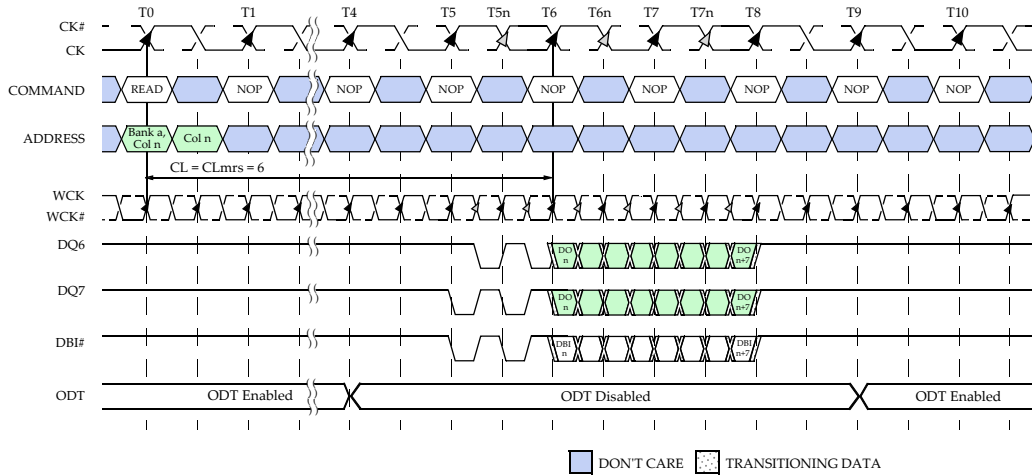 T0 T1 T4 T5 T5n T6 T6n T7 T7n T8 T9 T10
CK#
CK
COMMAND READ NOP NOP NOP NOP NOP NOP NOP NOP
ADDRESS Bank a, Col n Col n
CL = CLmrs = 6
WCK
WCK#
DQ6 DO n DO n+7
DQ7 DO n DO n+7
DBI# DBI n DBI n+7
ODT ODT Enabled ODT Disabled ODT Enabled
DON'T CARE TRANSITIONING DATA